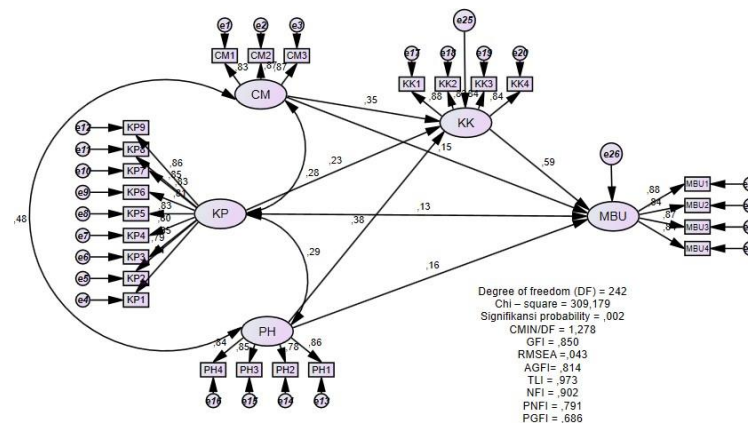 e1
e2
e3
CM1
CM2
CM3
,83
,87
,87
CM
e25
e17
e18
e19
e20
KK1
KK2
KK3
KK4
,88
,84
,84
KK
,35
,15
,23
,28
,59
e26
e12
e11
e10
e9
e8
e7
e6
e5
e4
KP9
KP8
KP7
KP6
KP5
KP4
KP3
KP2
KP1
,86
,85
,83
,81
,83
,80
,79
KP
,48
,13
,38
,29
,16
MBU
,88
,84
,87
MBU1
MBU2
MBU3
MBU4
PH
,84
,85
,78
,86
PH4
PH3
PH2
PH1
e16
e15
e14
e13
Degree of freedom (DF) = 242
Chi – square = 309,179
Signifikansi probability = ,002
CMIN/DF = 1,278
GFI = ,850
RMSEA =,043
AGFI= ,814
TLI = ,973
NFI = ,902
PNFI = ,791
PGFI = ,686